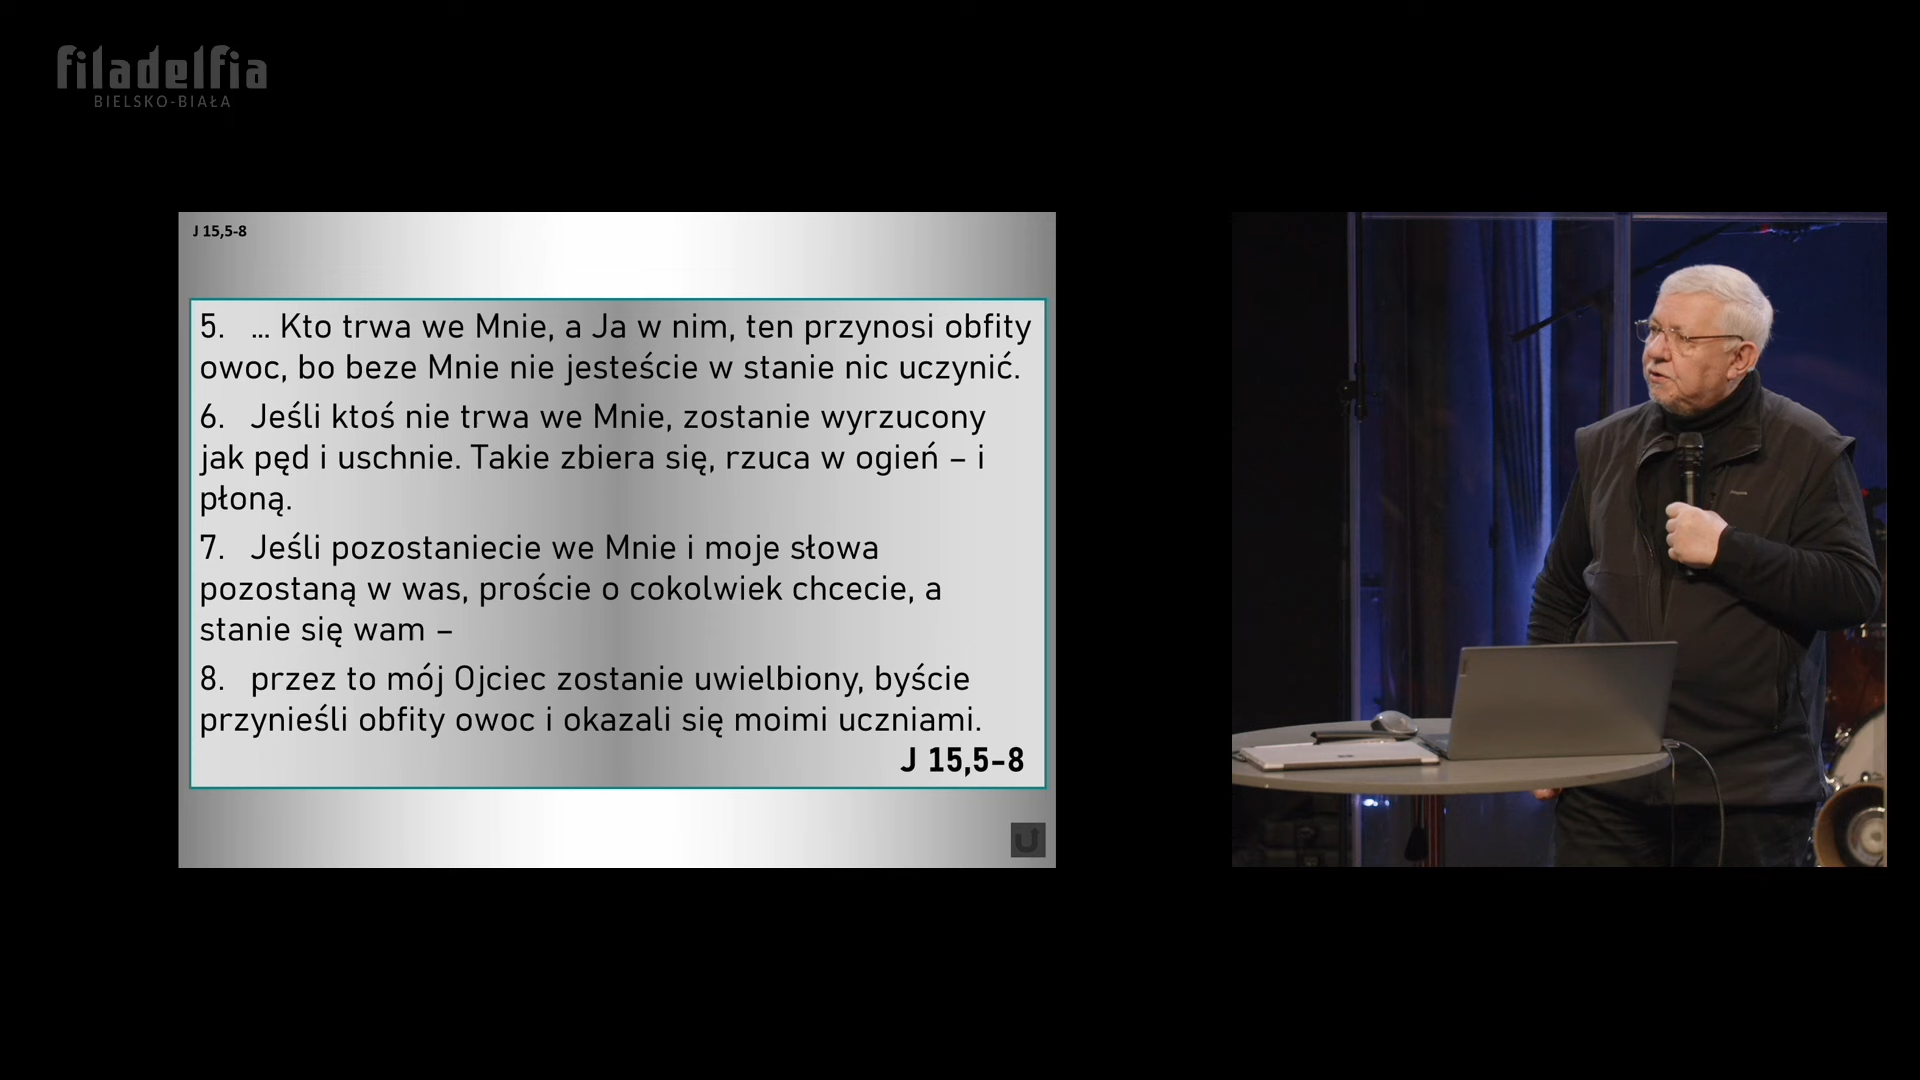 filadelfia
BIELSKO-BIAŁA
J 15,5-8
5. ... Kto trwa we Mnie, a Ja w nim, ten przynosi obfity
owoc, bo beze Mnie nie jesteście w stanie nic uczynić.
6. Jeśli ktoś nie trwa we Mnie, zostanie wyrzucony
jak pęd i uschnie. Takie zbiera się, rzuca w ogień – i
płoną.
7. Jeśli pozostaniecie we Mnie i moje słowa
pozostaną w was, proście o cokolwiek chcecie, a
stanie się wam –
8. przez to mój Ojciec zostanie uwielbiony, byście
przynieśli obfity owoc i okazali się moimi uczniami.
J 15,5-8